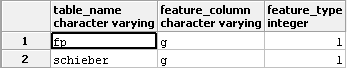 table_name feature_column feature_type
character varying character varying integer
1 fp g 1
2 schieber g 1